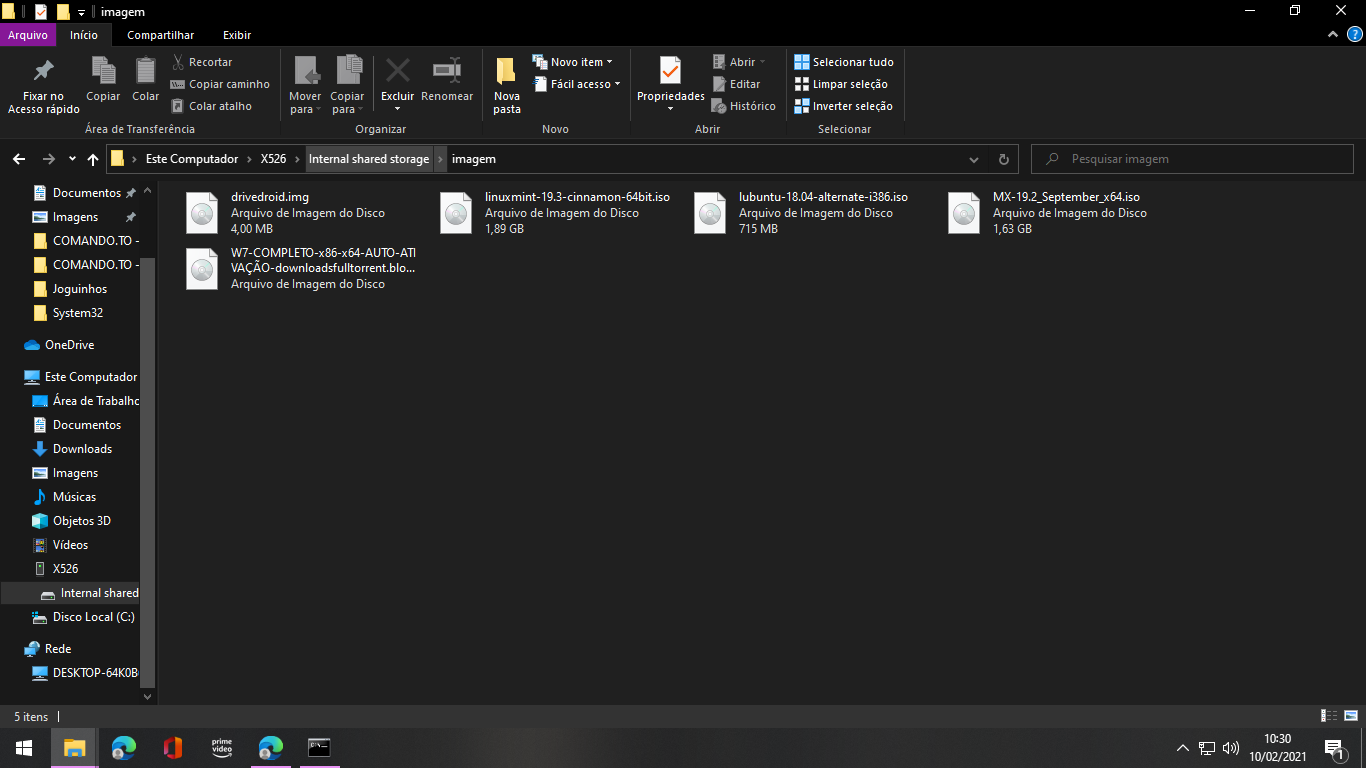 imagem
Arquivo
Início
Compartilhar
Exibir
Fixar no
Acesso rápido
Copiar
Colar
Recortar
Copiar caminho
Colar atalho
Área de Transferência
Mover
para
Copiar
para
Excluir
Renomear
Organizar
Nova
pasta
Novo item
Fácil acesso
Novo
Propriedades
Abrir
Editar
Histórico
Abrir
Selecionar tudo
Limpar seleção
Inverter seleção
Selecionar
Este Computador
X526
Internal shared storage
imagem
Pesquisar imagem
Documentos
Imagens
COMANDO.TO -
COMANDO.TO -
Joguinhos
System32
OneDrive
Este Computador
Área de Trabalho
Documentos
Downloads
Imagens
Músicas
Objetos 3D
Vídeos
X526
Internal shared
Disco Local (C:)
Rede
DESKTOP-64K0B
drivedroid.img
Arquivo de Imagem do Disco
4,00 MB
linuxmint-19.3-cinnamon-64bit.iso
Arquivo de Imagem do Disco
1,89 GB
lubuntu-18.04-alternate-i386.iso
Arquivo de Imagem do Disco
715 MB
MX-19.2_September_x64.iso
Arquivo de Imagem do Disco
1,63 GB
W7-COMPLETO-x86-x64-AUTO-ATI
VAÇÃO-downloadsfulltorrent.blo...
Arquivo de Imagem do Disco
5 itens
prime
video
10:30
10/02/2021
1